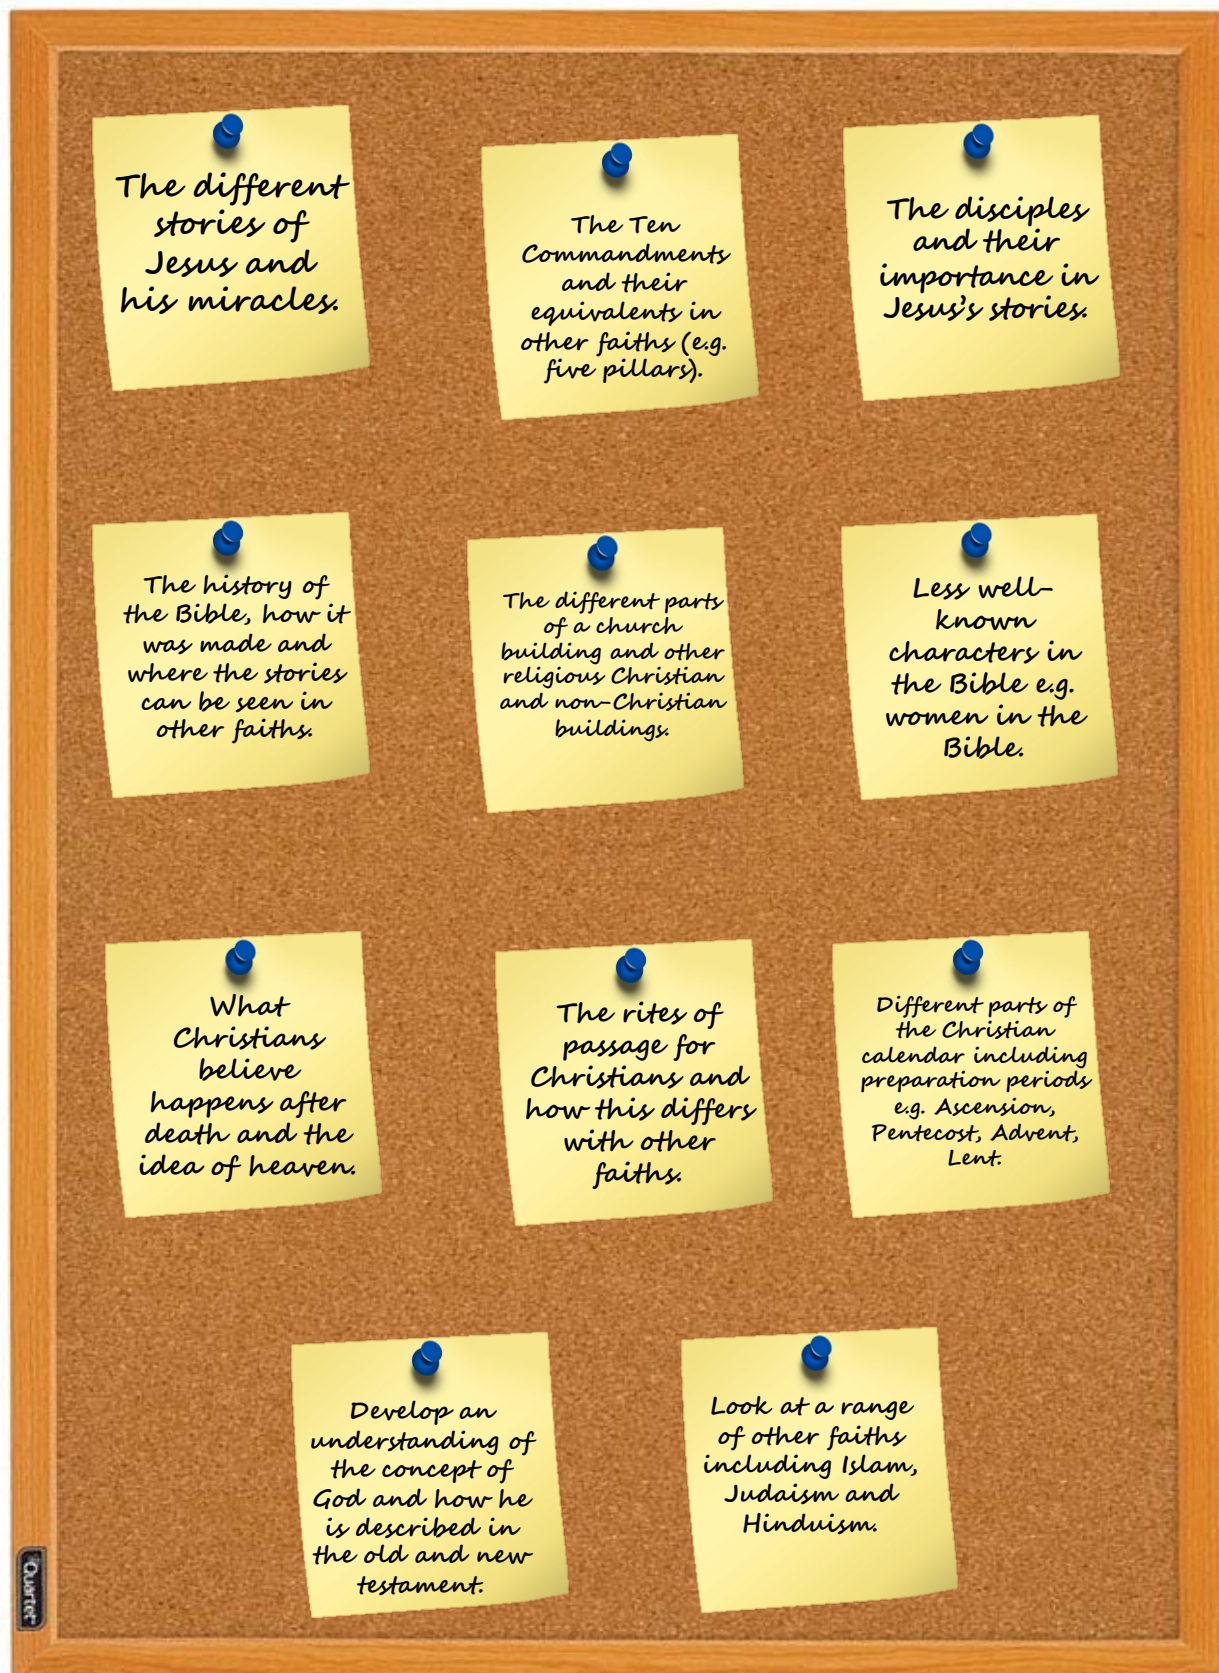 The different
stories of
Jesus and
his miracles.
The Ten
Commandments
and their
equivalents in
other faiths (e.g.
five pillars).
The disciples
and their
importance in
Jesus's stories.
The history of
the Bible, how it
was made and
where the stories
can be seen in
other faiths.
The different parts
of a church
building and other
religious Christian
and non-Christian
buildings.
Less well-
known
characters in
the Bible e.g.
women in the
Bible.
What
Christians
believe
happens after
death and the
idea of heaven.
The rites of
passage for
Christians and
how this differs
with other
faiths.
Different parts of
the Christian
calendar including
preparation periods
e.g. Ascension,
Pentecost, Advent,
Lent.
Develop an
understanding of
the concept of
God and how he
is described in
the old and new
testament.
Look at a range
of other faiths
including Islam,
Judaism and
Hinduism.
Quartet